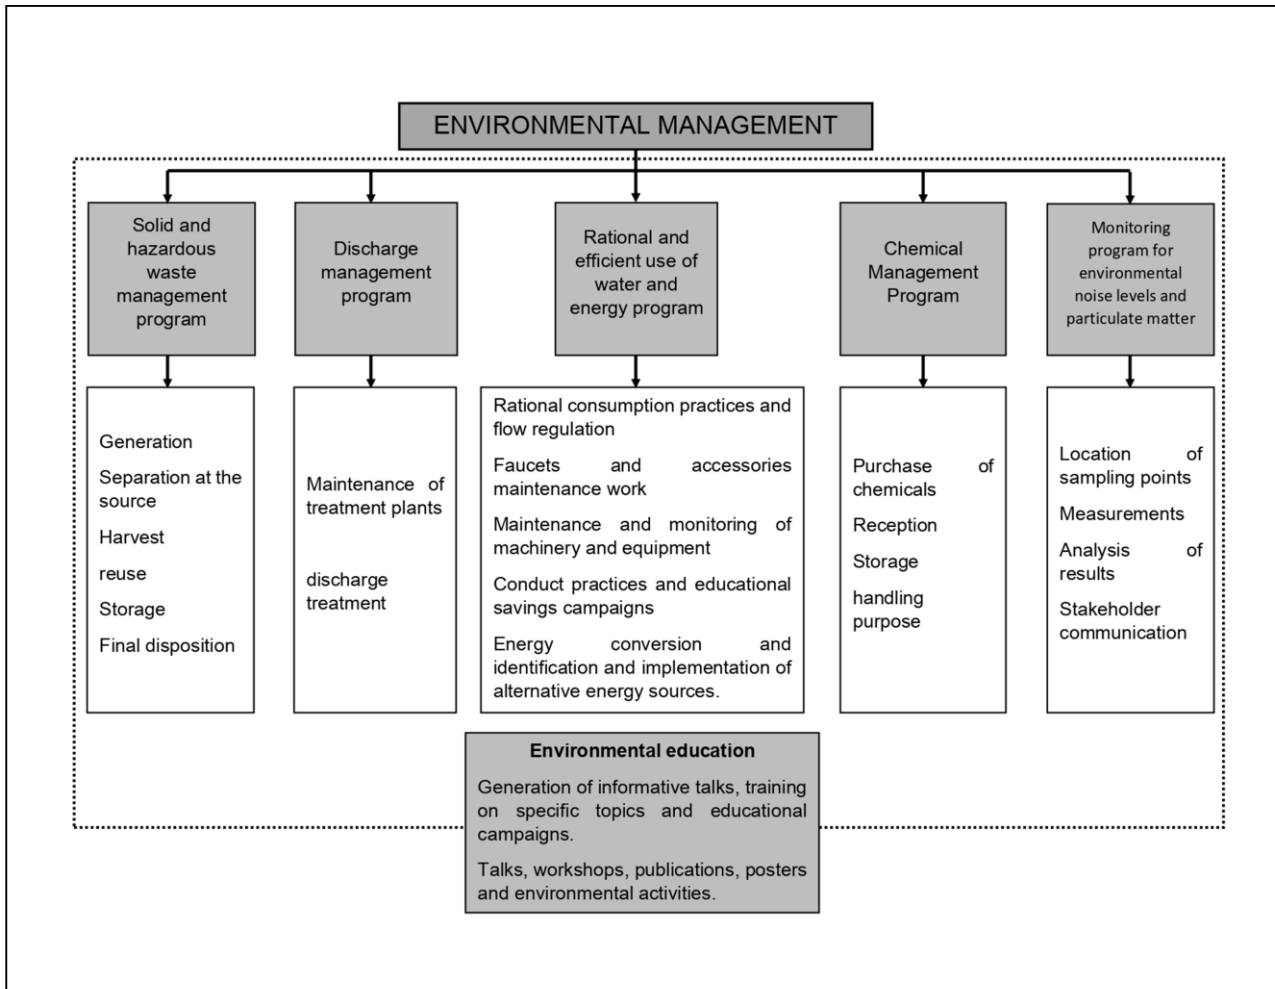 ENVIRONMENTAL MANAGEMENT
Solid and
hazardous
waste
management
program
Discharge
management
program
Rational and
efficient use of
water and
energy program
Chemical
Management
Program
Monitoring
program for
environmental
noise levels and
particulate matter
Generation
Separation at the
source
Harvest
reuse
Storage
Final disposition
Maintenance of
treatment plants
discharge
treatment
Rational consumption practices and
flow regulation
Faucets and accessories
maintenance work
Maintenance and monitoring of
machinery and equipment
Conduct practices and educational
savings campaigns
Energy conversion and
identification and implementation of
alternative energy sources.
Purchase of
chemicals
Reception
Storage
handling
purpose
Location of
sampling points
Measurements
Analysis of
results
Stakeholder
communication
Environmental education
Generation of informative talks, training
on specific topics and educational
campaigns.
Talks, workshops, publications, posters
and environmental activities.